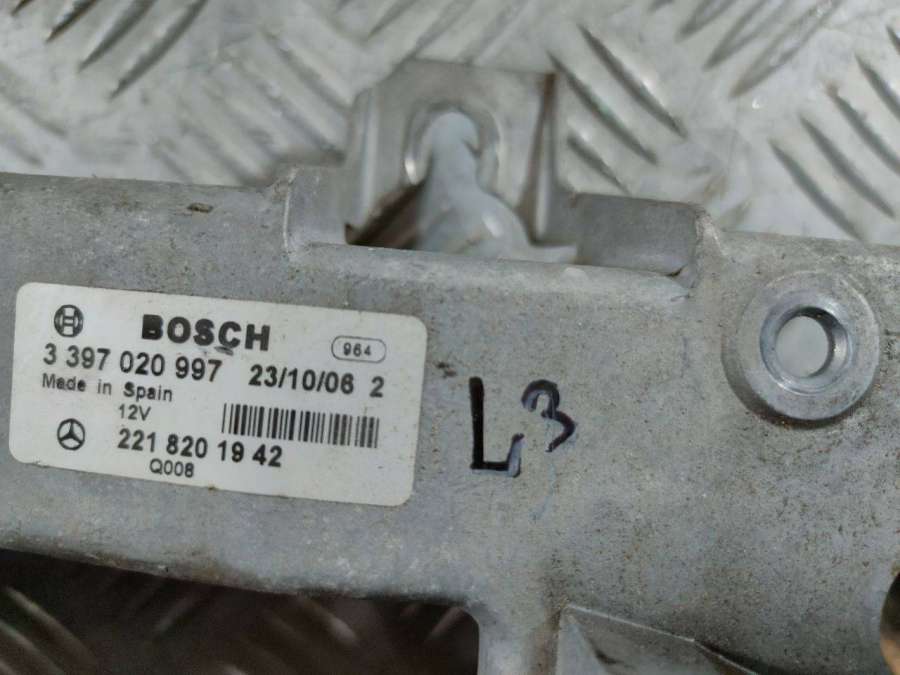 BOSCH
964
3 397 020 997 23/10/06 2
Made in Spain
12V
221 820 19 42
Q008
L3